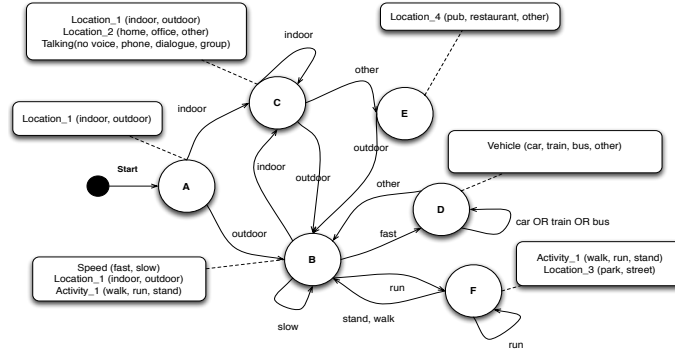 Location_1 (indoor, outdoor)
Location_2 (home, office, other)
Talking(no voice, phone, dialogue, group)
Location_4 (pub, restaurant, other)
indoor
other
C
E
Location_1 (indoor, outdoor)
indoor
outdoor
Vehicle (car, train, bus, other)
Start
indoor
outdoor
A
other
D
car OR train OR bus
outdoor
fast
B
Speed (fast, slow)
Location_1 (indoor, outdoor)
Activity_1 (walk, run, stand)
Activity_1 (walk, run, stand)
Location_3 (park, street)
run
F
stand, walk
slow
run